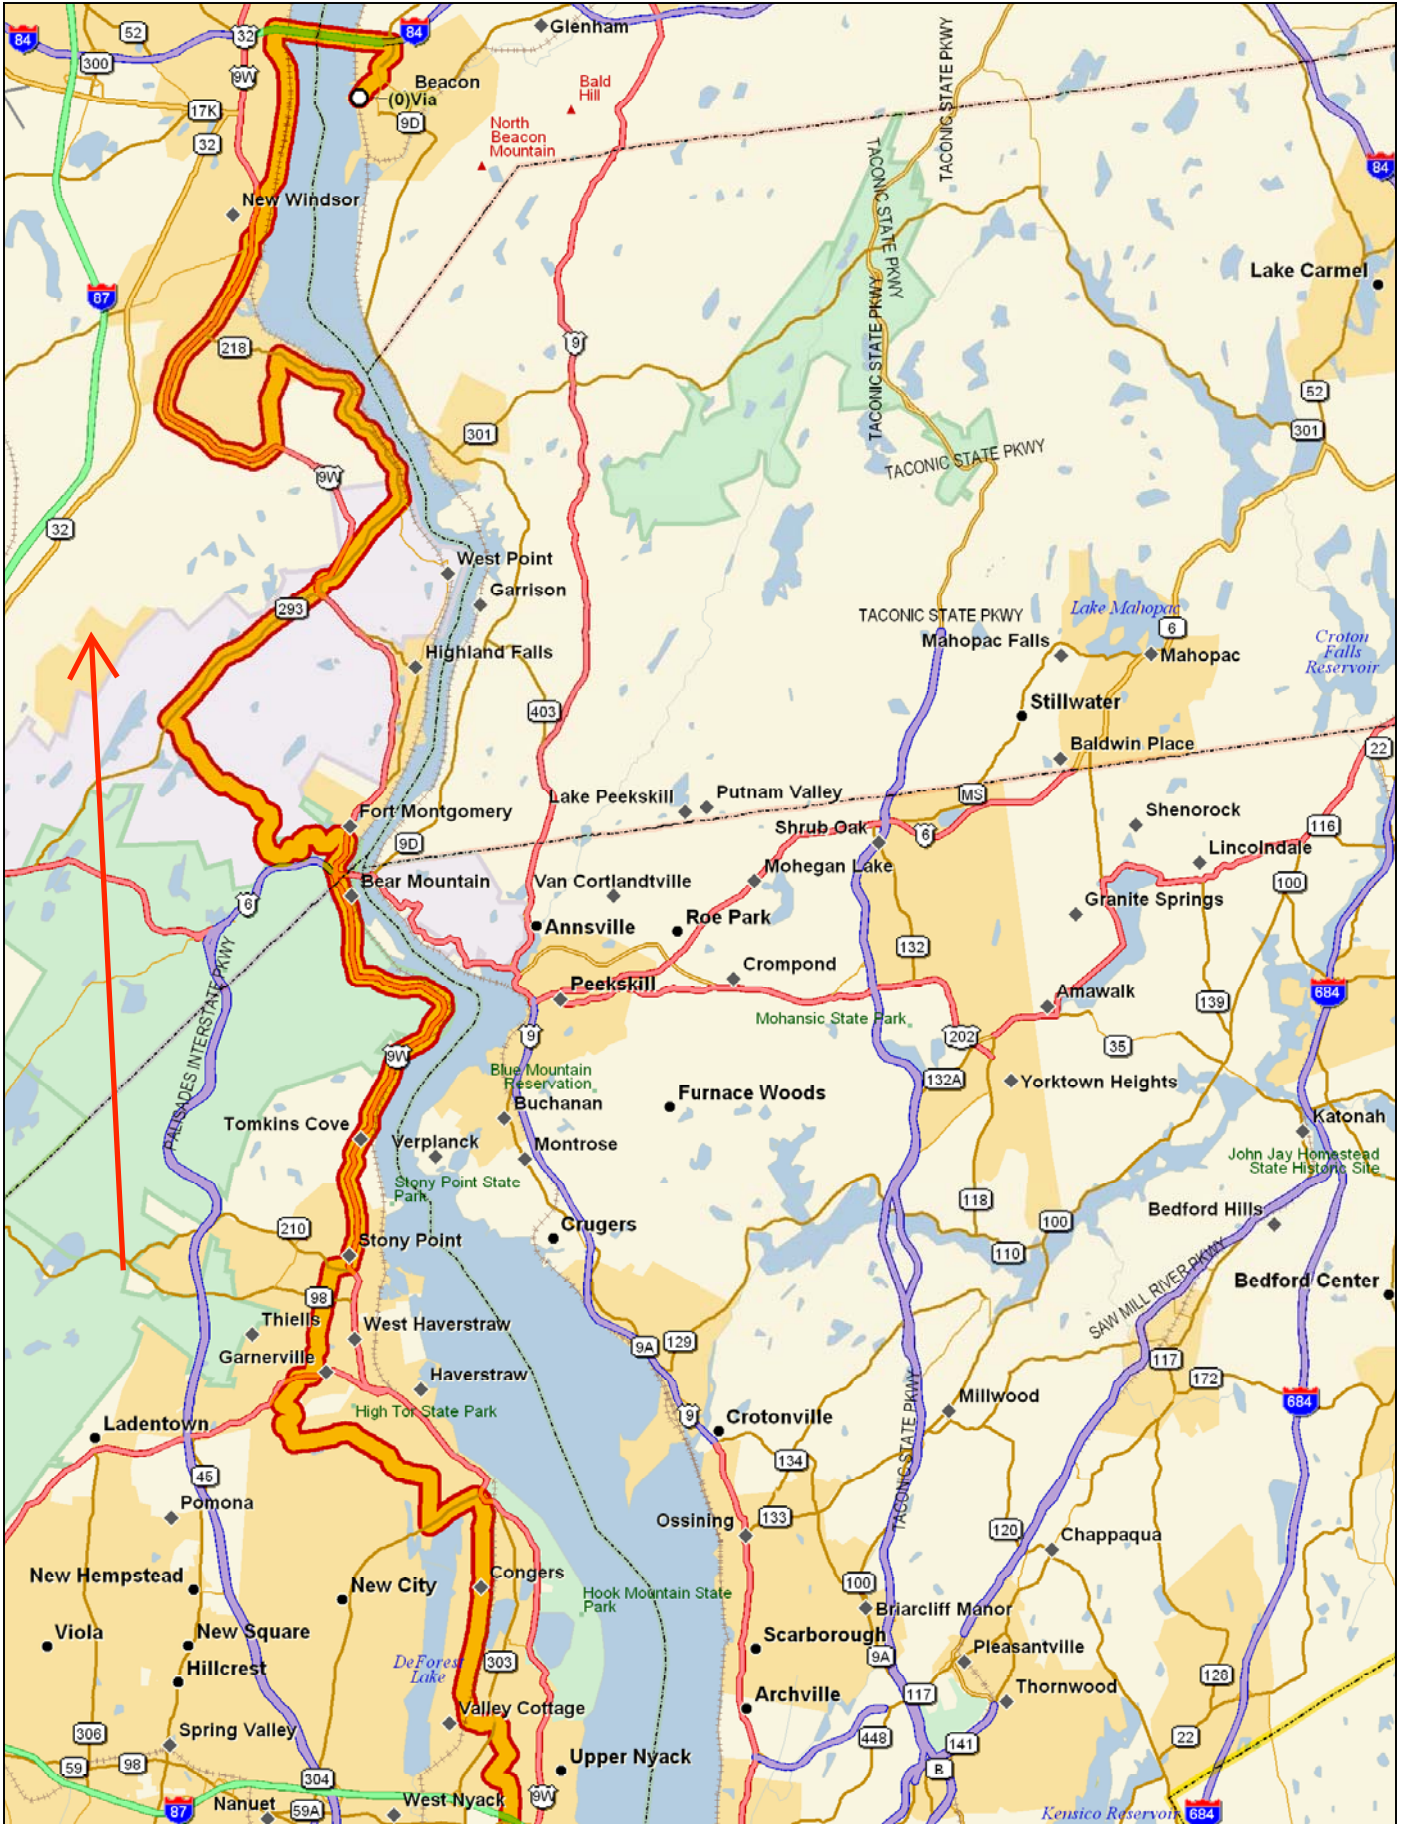 84
52
32
84
Glenham
300
9W
Beacon
(0)Via
Bald
Hill
TACONIC STATE PKWY
17K
9D
North
Beacon
Mountain
32
TACONIC STATE PKWY
84
New Windsor
Lake Carmel
87
TACONIC STATE PKWY
218
9
52
301
301
TACONIC STATE PKWY
9W
32
West Point
Garrison
293
TACONIC STATE PKWY
Lake Mahopac
6
Mahopac Falls
Mahopac
Croton
Falls
Reservoir
Highland Falls
Stillwater
403
Baldwin Place
22
Lake Peekskill
Putnam Valley
MS
Fort Montgomery
Shenorock
116
9D
Shrub Oak
6
Lincolndale
Mohegan Lake
Bear Mountain
Van Cortlandtville
100
6
Granite Springs
Annsville
Roe Park
132
Crompond
PALISADES INTERSTATE PKWY
Peekskill
Amawalk
139
684
Mohansic State Park
9
202
35
9W
Blue Mountain
Reservation
132A
Yorktown Heights
Buchanan
Furnace Woods
Tomkins Cove
Verplanck
Montrose
Katonah
John Jay Homestead
State Historic Site
Stony Point State
Park
118
210
Crugers
100
Bedford Hills
Stony Point
110
SAW MILL RIVER PKWY
Bedford Center
98
Thiells
West Haverstraw
9A
129
Garnerville
117
172
Haverstraw
TACONIC STATE PKWY
Millwood
684
High Tor State Park
Ladentown
9
Crotonville
134
45
Pomona
Ossining
133
120
Chappaqua
New Hempstead
New City
Congers
Hook Mountain State
Park
100
Briarcliff Manor
Viola
New Square
Scarborough
Pleasantville
Hillcrest
DeForest
Lake
303
9A
128
Archville
117
Thornwood
Valley Cottage
306
Spring Valley
448
141
22
59
98
Upper Nyack
304
B
9W
87
Nanuet
59A
West Nyack
Kensico Reservoir
684